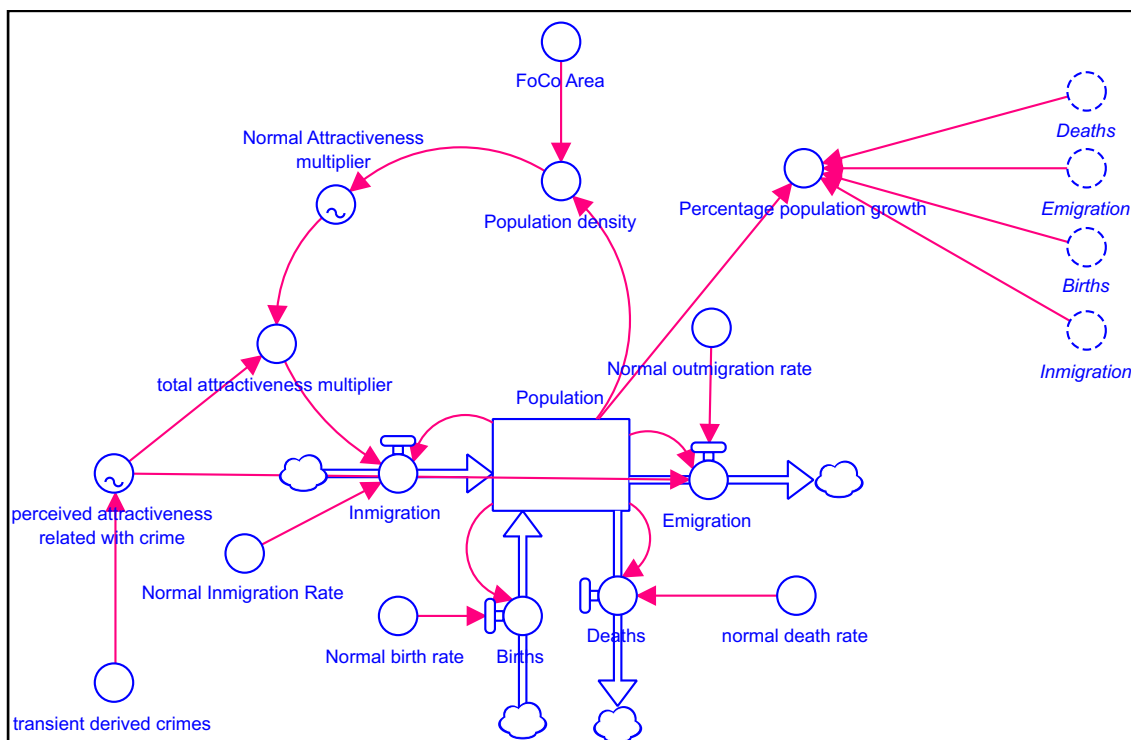 FoCo Area
Deaths
Normal Attractiveness
multiplier
Percentage population growth
Emigration
Population density
Births
Inmigration
Normal outmigration rate
total attractiveness multiplier
Population
perceived attractiveness
related with crime
Inmigration
Emigration
Normal Inmigration Rate
Normal birth rate
Births
Deaths
normal death rate
transient derived crimes